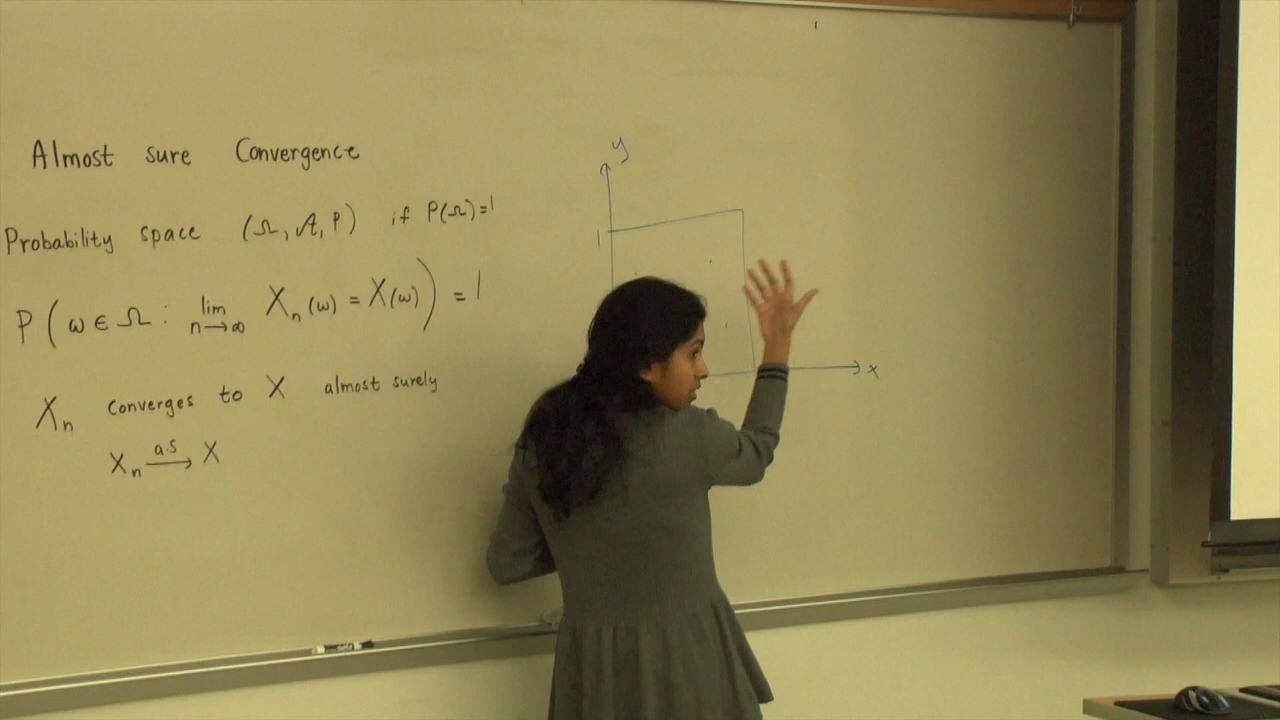 Almost sure Convergence
Probability space (Ω, 𝒜, P) if P(Ω)=1
P(ω ∈ Ω : lim n→∞ Xₙ(ω) = X(ω)) = 1
Xₙ converges to X almost surely
Xₙ —a.s→ X
y
1
x